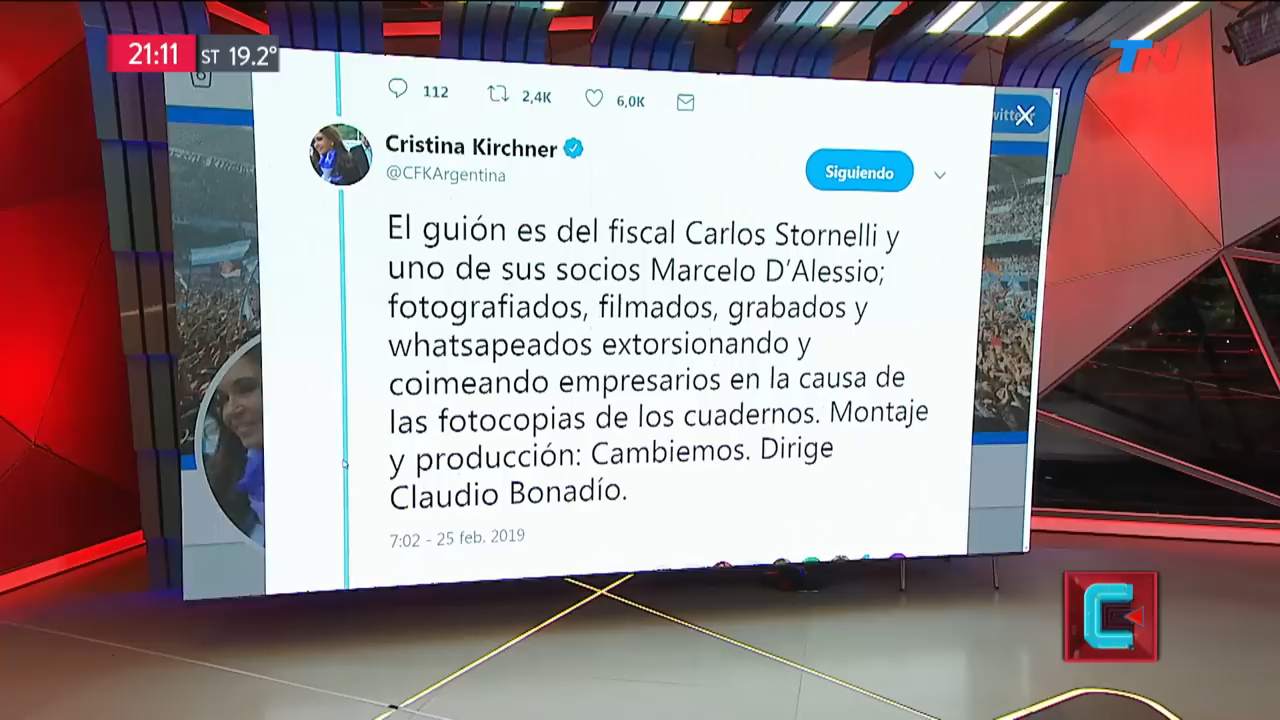 21:11 ST 19.2°
TN
112 2,4K 6,0K
Cristina Kirchner
@CFKArgentina
Siguiendo
El guión es del fiscal Carlos Stornelli y
uno de sus socios Marcelo D'Alessio;
fotografiados, filmados, grabados y
whatsapeados extorsionando y
coimeando empresarios en la causa de
las fotocopias de los cuadernos. Montaje
y producción: Cambiemos. Dirige
Claudio Bonadío.
7:02 - 25 feb. 2019
C